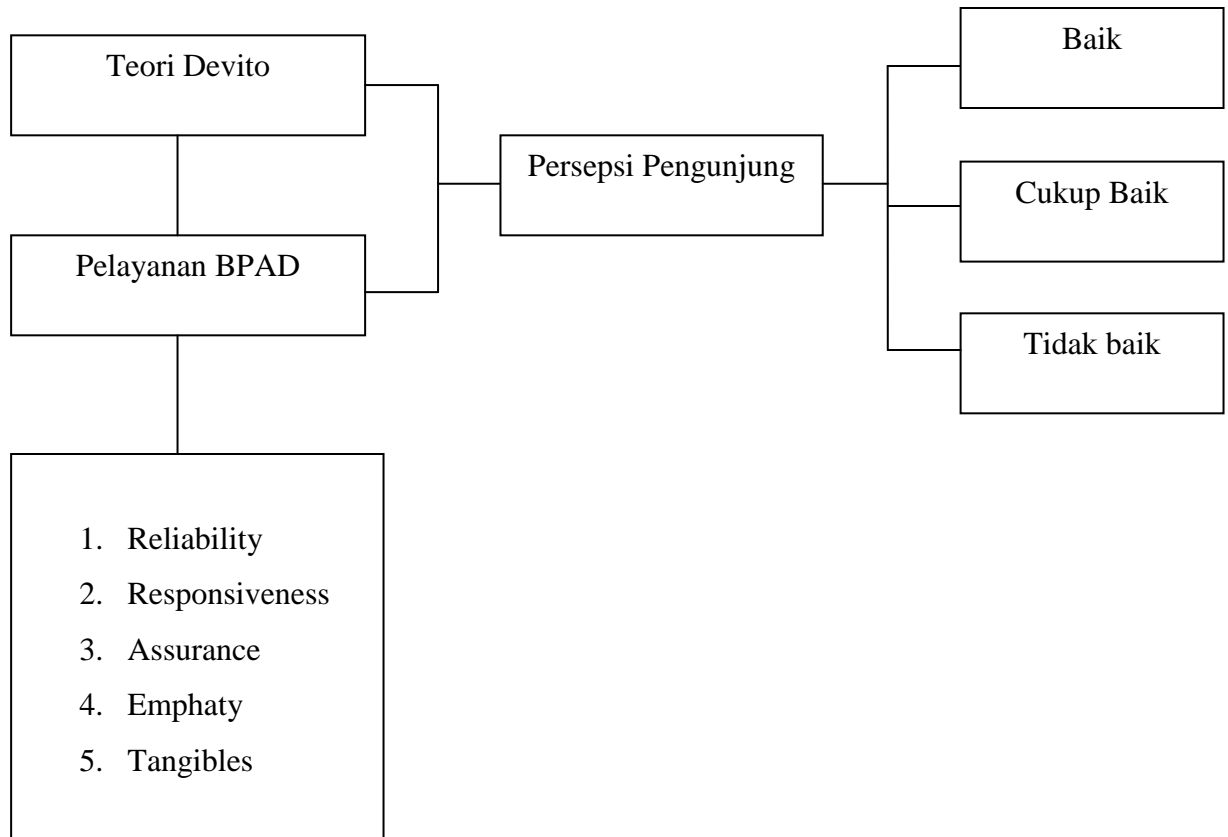 Teori Devito
Pelayanan BPAD
1. Reliability
2. Responsiveness
3. Assurance
4. Emphaty
5. Tangibles
Persepsi Pengunjung
Baik
Cukup Baik
Tidak baik